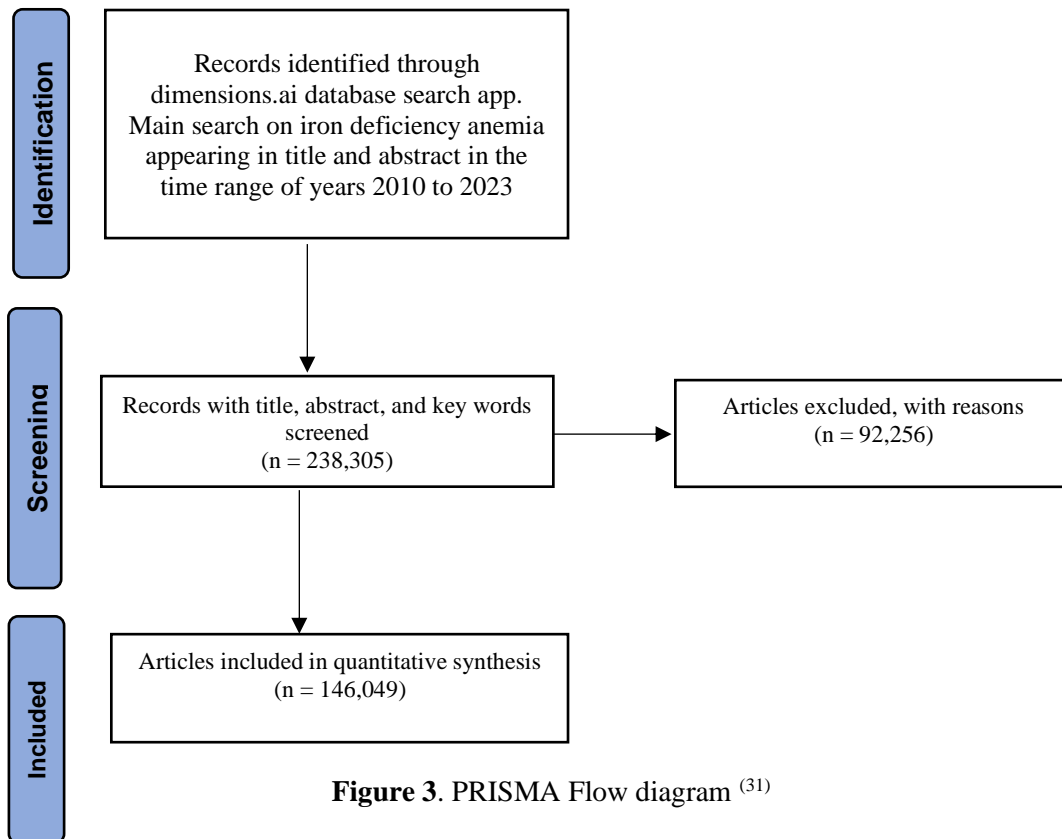 Identification
Records identified through
dimensions.ai database search app.
Main search on iron deficiency anemia
appearing in title and abstract in the
time range of years 2010 to 2023
Screening
Records with title, abstract, and key words
screened
(n = 238,305)
Articles excluded, with reasons
(n = 92,256)
Included
Articles included in quantitative synthesis
(n = 146,049)
Figure 3. PRISMA Flow diagram (31)